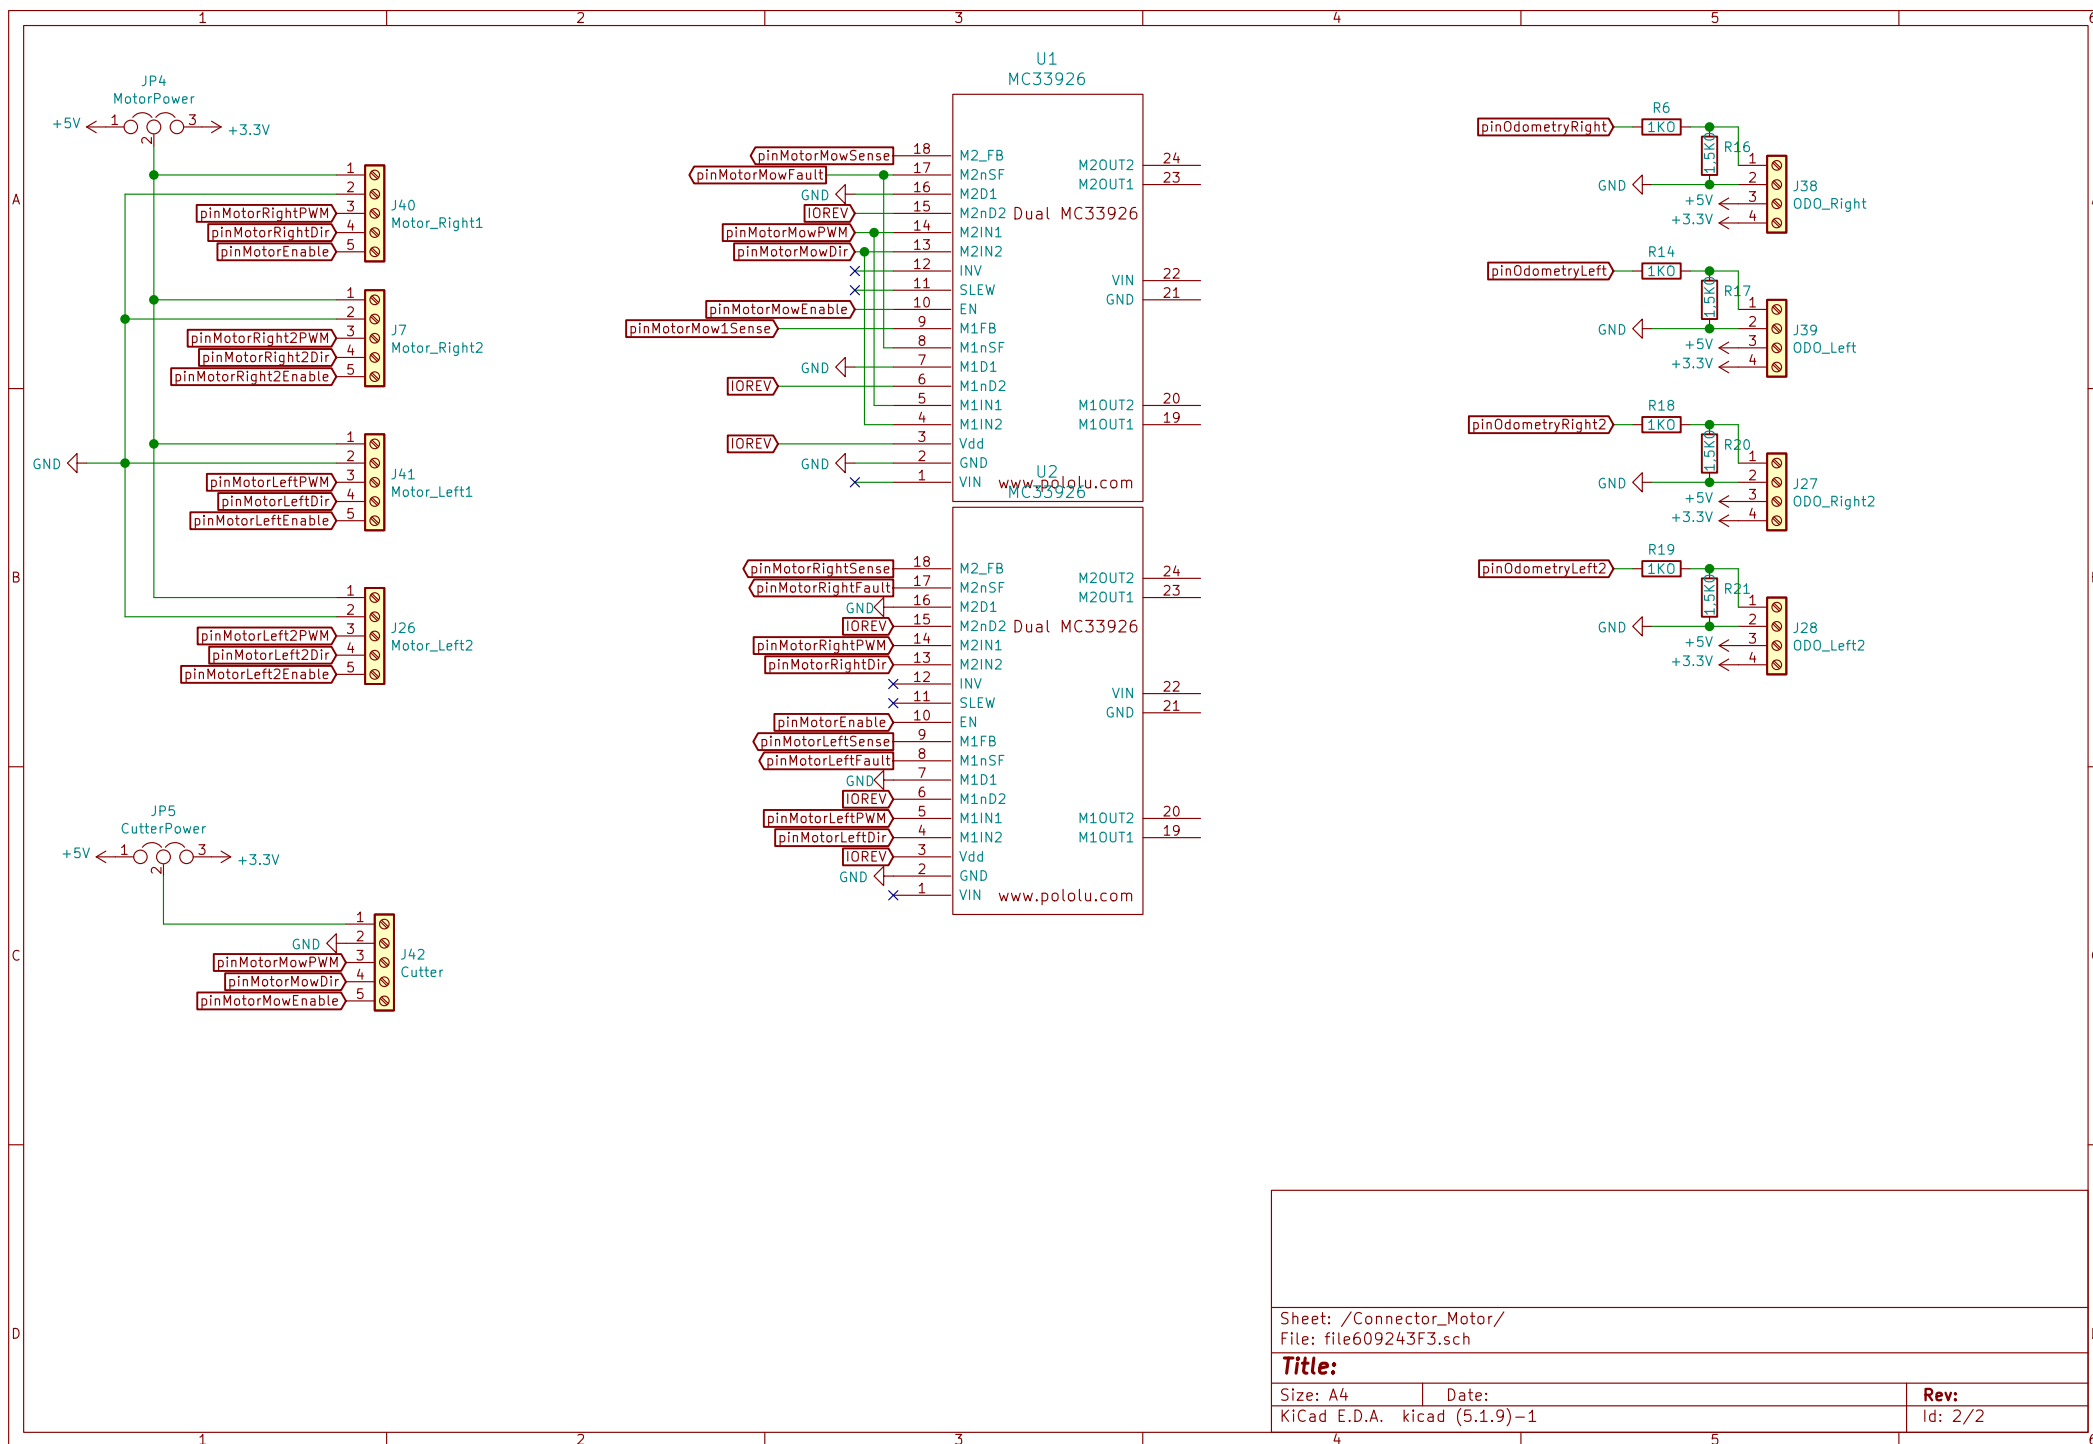 1 2 3 4 5 6
A
B
C
D
JP4
MotorPower
+5V 1 3 +3.3V
2
1
2
pinMotorRightPWM 3
pinMotorRightDir 4
pinMotorEnable 5
J40
Motor_Right1
1
2
pinMotorRight2PWM 3
pinMotorRight2Dir 4
pinMotorRight2Enable 5
J7
Motor_Right2
1
GND 2
pinMotorLeftPWM 3
pinMotorLeftDir 4
pinMotorLeftEnable 5
J41
Motor_Left1
1
2
pinMotorLeft2PWM 3
pinMotorLeft2Dir 4
pinMotorLeft2Enable 5
J26
Motor_Left2
JP5
CutterPower
+5V 1 3 +3.3V
2
1
GND 2
pinMotorMowPWM 3
pinMotorMowDir 4
pinMotorMowEnable 5
J42
Cutter
U1
MC33926
pinMotorMowSense 18 M2_FB
pinMotorMowFault 17 M2nSF
GND 16 M2D1
IOREV 15 M2nD2
pinMotorMowPWM 14 M2IN1
pinMotorMowDir 13 M2IN2
12 INV
11 SLEW
pinMotorMowEnable 10 EN
pinMotorMow1Sense 9 M1FB
8 M1nSF
GND 7 M1D1
IOREV 6 M1nD2
5 M1IN1
4 M1IN2
IOREV 3 Vdd
GND 2 GND
1 VIN
M2OUT2 24
M2OUT1 23
Dual MC33926
VIN 22
GND 21
M1OUT2 20
M1OUT1 19
www.pololu.com
U2
MC33926
pinMotorRightSense 18 M2_FB
pinMotorRightFault 17 M2nSF
GND 16 M2D1
IOREV 15 M2nD2
pinMotorRightPWM 14 M2IN1
pinMotorRightDir 13 M2IN2
12 INV
11 SLEW
pinMotorEnable 10 EN
pinMotorLeftSense 9 M1FB
pinMotorLeftFault 8 M1nSF
GND 7 M1D1
IOREV 6 M1nD2
pinMotorLeftPWM 5 M1IN1
pinMotorLeftDir 4 M1IN2
IOREV 3 Vdd
GND 2 GND
1 VIN
M2OUT2 24
M2OUT1 23
Dual MC33926
VIN 22
GND 21
M1OUT2 20
M1OUT1 19
www.pololu.com
R6
pinOdometryRight 1KO
1,5KO R16
1
GND 2
+5V 3
+3.3V 4
J38
ODO_Right
R14
pinOdometryLeft 1KO
1,5KO R17
1
GND 2
+5V 3
+3.3V 4
J39
ODO_Left
R18
pinOdometryRight2 1KO
1,5KO R20
1
GND 2
+5V 3
+3.3V 4
J27
ODO_Right2
R19
pinOdometryLeft2 1KO
1,5KO R21
1
GND 2
+5V 3
+3.3V 4
J28
ODO_Left2
Sheet: /Connector_Motor/
File: file609243F3.sch
Title:
Size: A4 Date: Rev:
KiCad E.D.A. kicad (5.1.9)-1 Id: 2/2
1 2 3 4 5 6